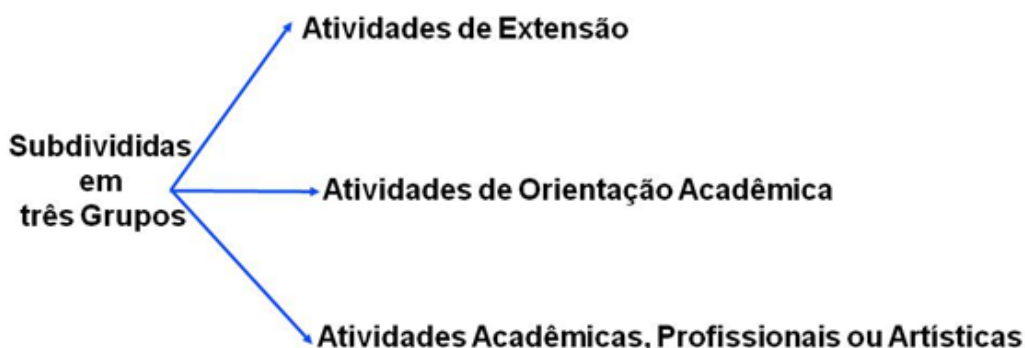 Atividades de Extensão
Subdivididas
em
três Grupos
Atividades de Orientação Acadêmica
Atividades Acadêmicas, Profissionais ou Artísticas